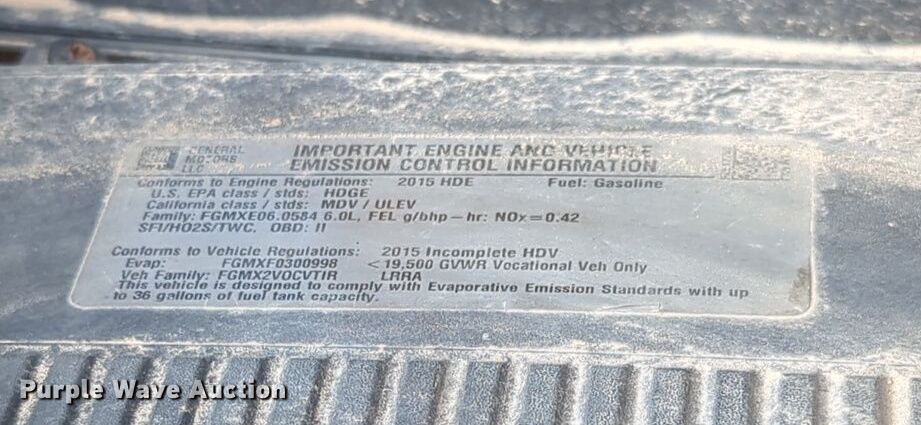 GENERAL MOTORS LLC
IMPORTANT ENGINE AND VEHICLE
EMISSION CONTROL INFORMATION
Conforms to Engine Regulations: 2015 HDE Fuel: Gasoline
U.S. EPA class / stds: HDGE
California class / stds: MDV / ULEV
Family: FGMXE06.0584 6.0L, FEL g/bhp-hr: NOx=0.42
SFI/HO2S/TWC, OBD: II
Conforms to Vehicle Regulations: 2015 Incomplete HDV
Evap: FGMXF0300998 <19,500 GVWR Vocational Veh Only
Veh Family: FGMX2VOCVTIR LRRA
This vehicle is designed to comply with Evaporative Emission Standards with up
to 36 gallons of fuel tank capacity.
Purple Wave Auction